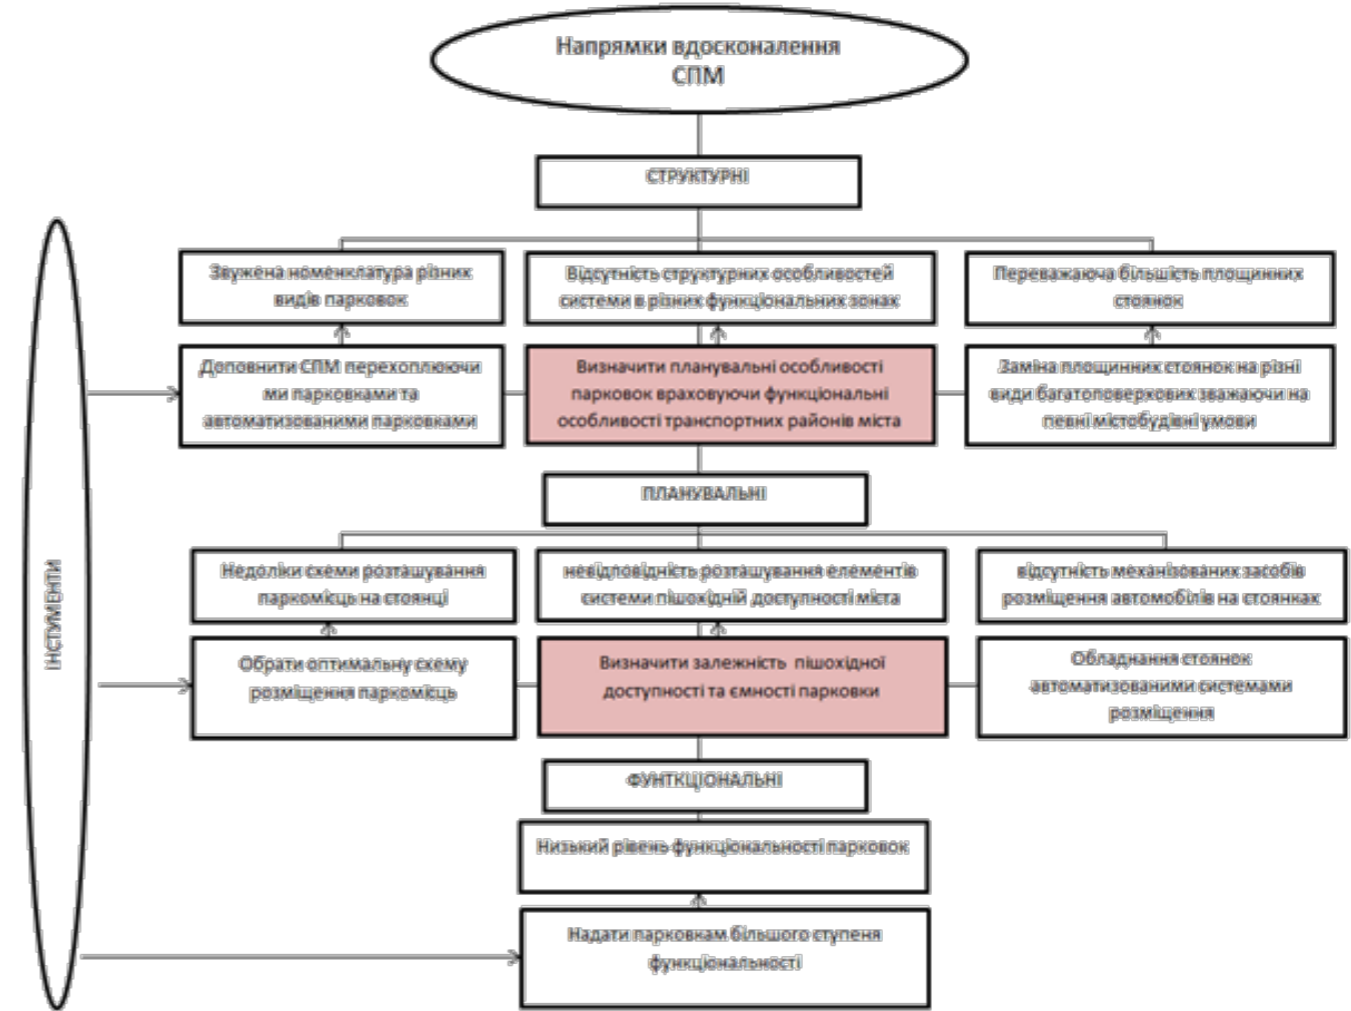 Напрямки вдосконалення
СПМ
СТРУКТУРНІ
Звужена номенклатура різних
видів парковок
Відсутність структурних особливостей
системи в різних функціональних зонах
Переважаюча більшість площинних
стоянок
Доповнити СПМ перехоплюючи
ми парковками та
автоматизованими парковками
Визначити планувальні особливості
парковок враховуючи функціональні
особливості транспортних районів міста
Заміна площинних стоянок на різні
види багатоповерхових зважаючи на
певні містобудівні умови
ПЛАНУВАЛЬНІ
ІНСТУМЕНТИ
Недоліки схеми розташування
паркомісць на стоянці
невідповідність розташування елементів
системи пішохідній доступності міста
відсутність механізованих засобів
розміщення автомобілів на стоянках
Обрати оптимальну схему
розміщення паркомісць
Визначити залежність пішохідної
доступності та ємності парковки
Обладнання стоянок
автоматизованими системами
розміщення
ФУНТКЦІОНАЛЬНІ
Низький рівень функціональності парковок
Надати парковкам більшого ступеня
функціональності